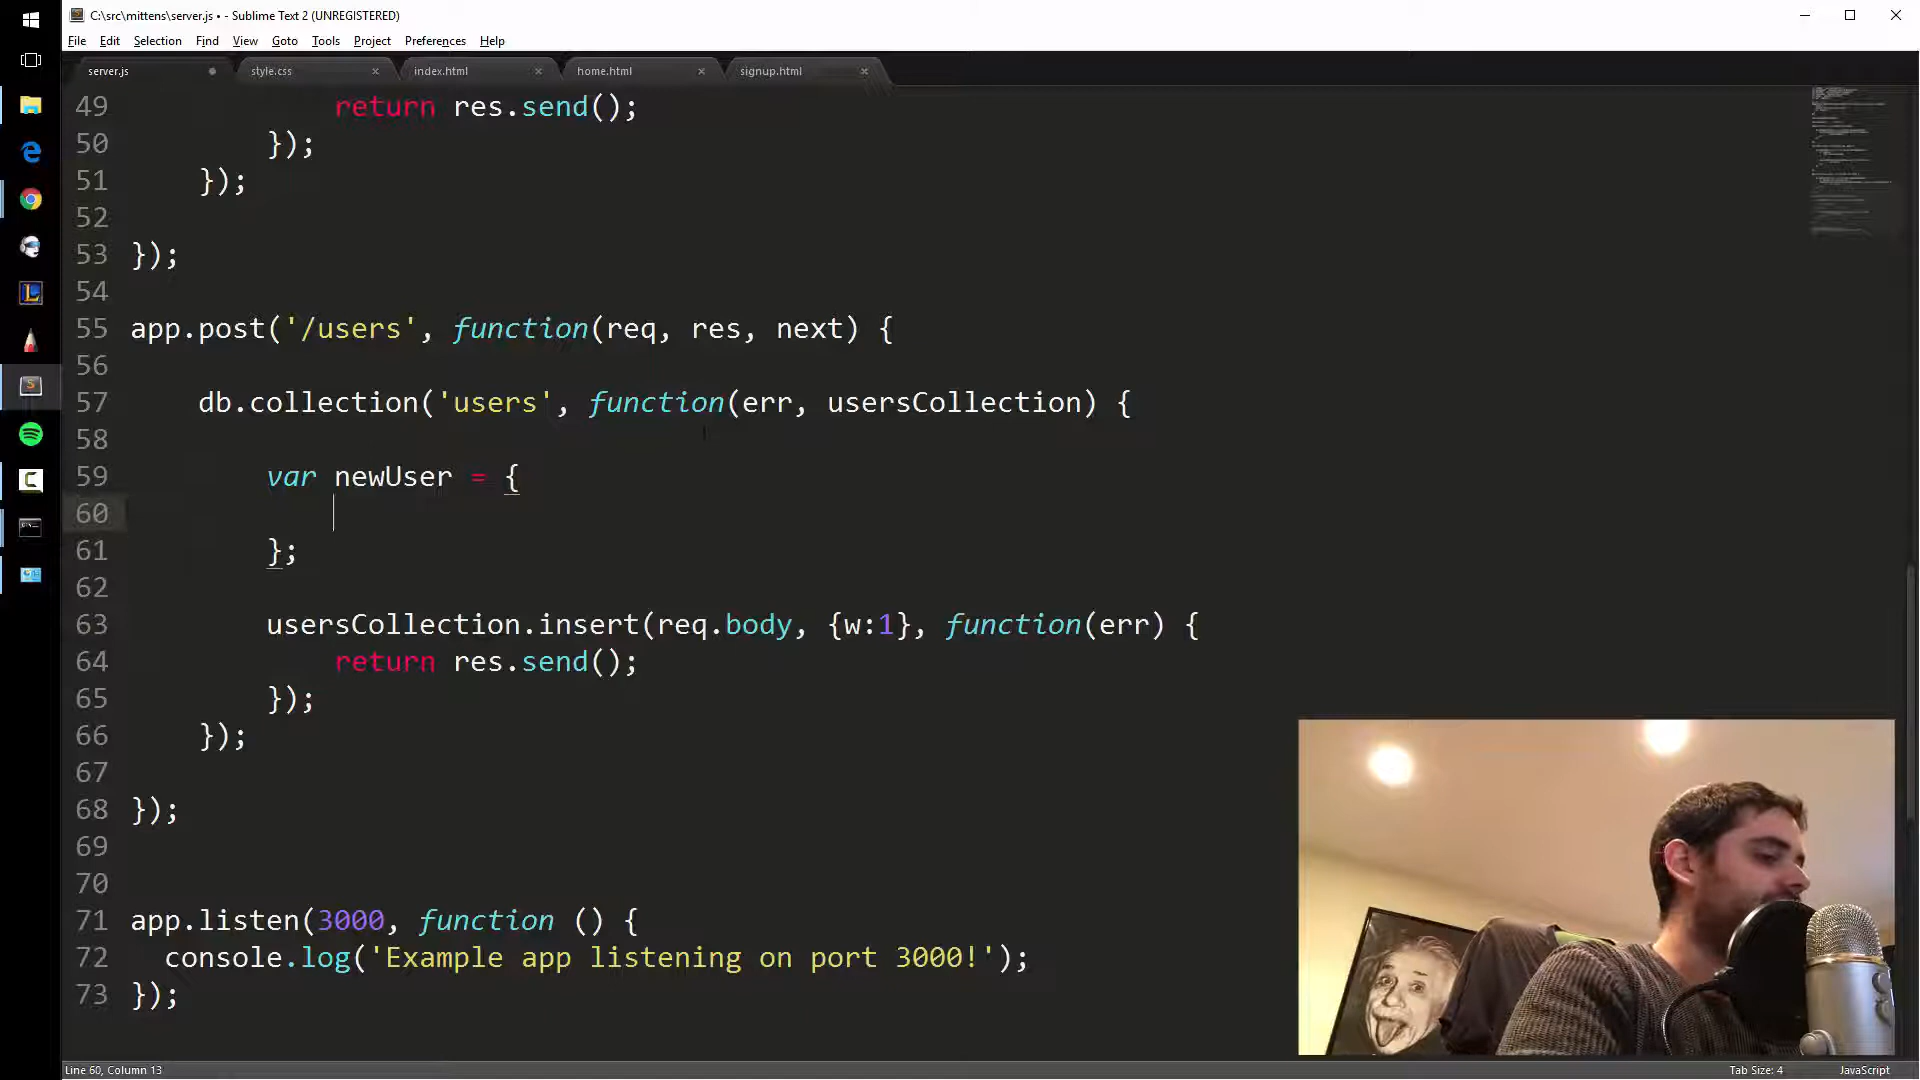 C:\src\mittens\server.js • - Sublime Text 2 (UNREGISTERED)
File Edit Selection Find View Goto Tools Project Preferences Help
server.js style.css index.html home.html signup.html
49 return res.send();
50 });
51 });
52
53 });
54
55 app.post('/users', function(req, res, next) {
56
57 db.collection('users', function(err, usersCollection) {
58
59 var newUser = {
60
61 };
62
63 usersCollection.insert(req.body, {w:1}, function(err) {
64 return res.send();
65 });
66 });
67
68 });
69
70
71 app.listen(3000, function () {
72 console.log('Example app listening on port 3000!');
73 });
Line 60, Column 13 Tab Size: 4 JavaScript